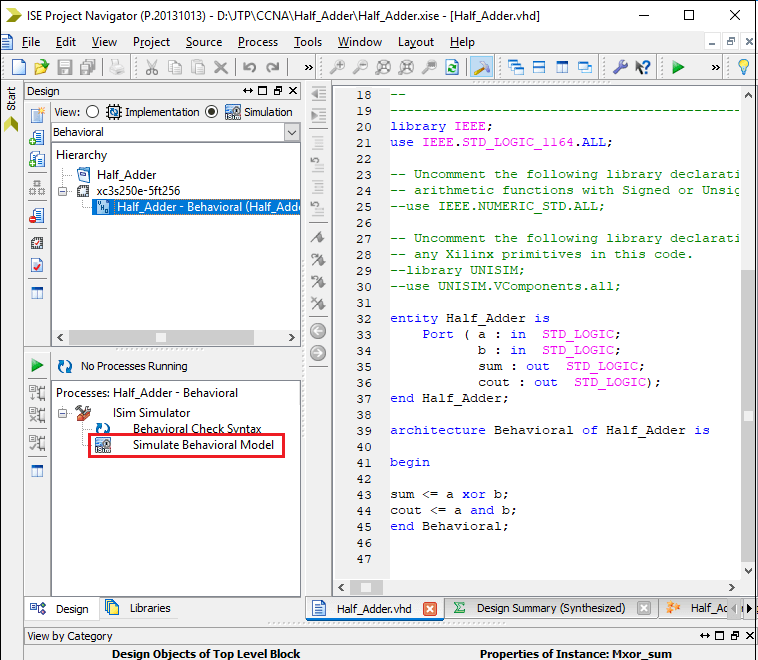 ISE Project Navigator (P.20131013) - D:\JTP\CCNA\Half_Adder\Half_Adder.xise - [Half_Adder.vhd]
File Edit View Project Source Process Tools Window Layout Help
Start
Design
View: Implementation Simulation
Behavioral
Hierarchy
Half_Adder
xc3s250e-5ft256
Half_Adder - Behavioral (Half_Adde
No Processes Running
Processes: Half_Adder - Behavioral
ISim Simulator
Behavioral Check Syntax
Simulate Behavioral Model
Design Libraries
18 --
19 ----------------------------------------------
20 library IEEE;
21 use IEEE.STD_LOGIC_1164.ALL;
22
23 -- Uncomment the following library declarati
24 -- arithmetic functions with Signed or Unsig
25 --use IEEE.NUMERIC_STD.ALL;
26
27 -- Uncomment the following library declarati
28 -- any Xilinx primitives in this code.
29 --library UNISIM;
30 --use UNISIM.VComponents.all;
31
32 entity Half_Adder is
33 Port ( a : in STD_LOGIC;
34 b : in STD_LOGIC;
35 sum : out STD_LOGIC;
36 cout : out STD_LOGIC);
37 end Half_Adder;
38
39 architecture Behavioral of Half_Adder is
40
41 begin
42
43 sum <= a xor b;
44 cout <= a and b;
45 end Behavioral;
46
47
Half_Adder.vhd Design Summary (Synthesized) Half_Ad
View by Category
Design Objects of Top Level Block Properties of Instance: Mxor_sum